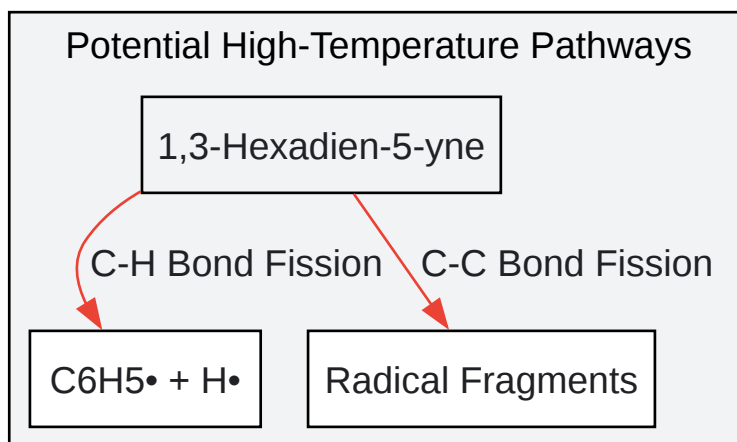 Potential High-Temperature Pathways
1,3-Hexadien-5-yne
C-H Bond Fission
C-C Bond Fission
C6H5• + H•
Radical Fragments